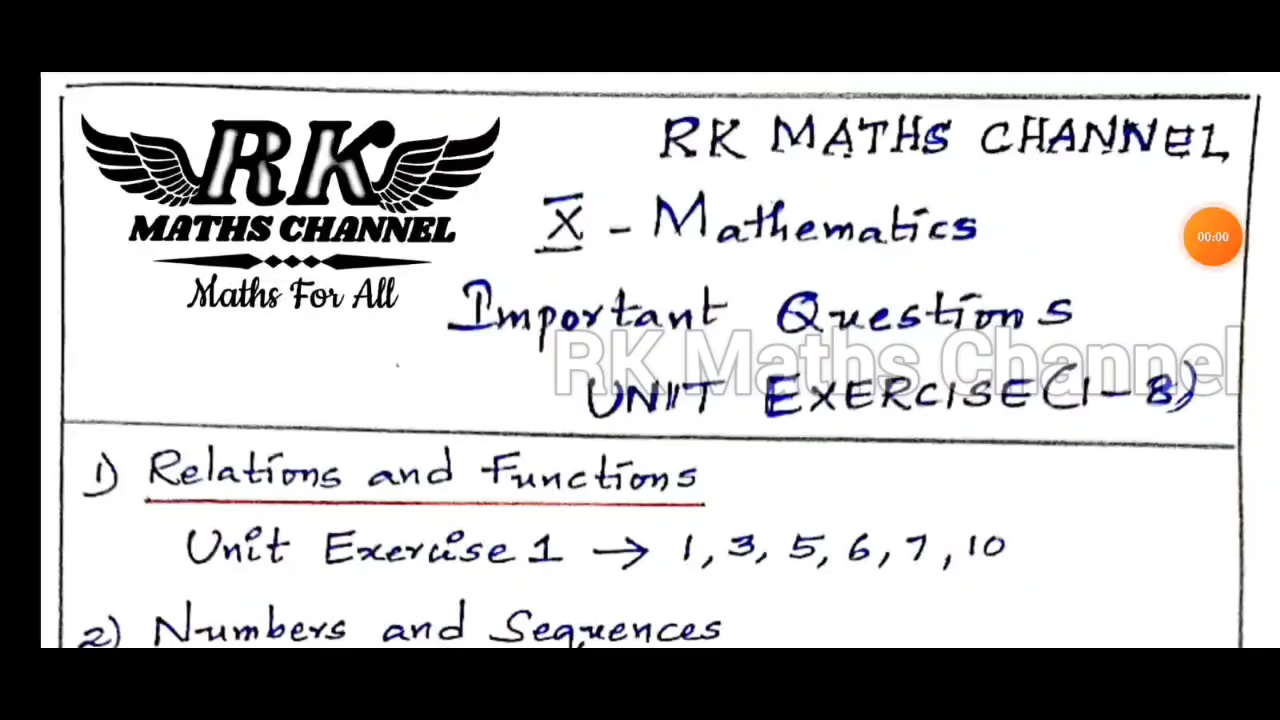 RK
MATHS CHANNEL
Maths For All
RK MATHS CHANNEL
X - Mathematics
00:00
Important Questions
RK Maths Channel
UNIT EXERCISE (1-8)
1) Relations and Functions
Unit Exercise 1 → 1, 3, 5, 6, 7, 10
2) Numbers and Sequences